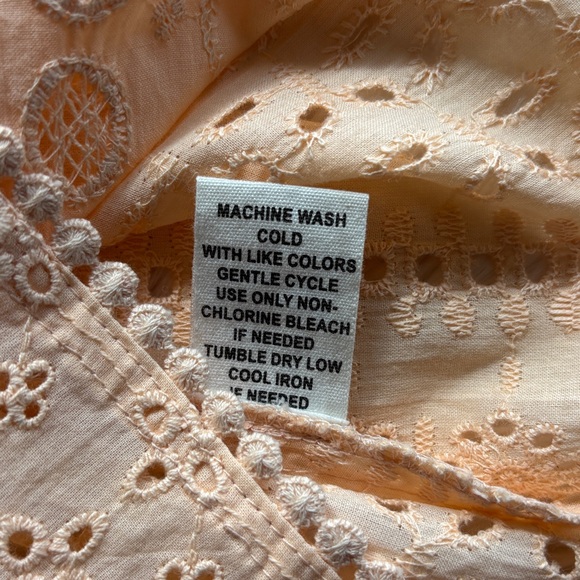 MACHINE WASH
COLD
WITH LIKE COLORS
GENTLE CYCLE
USE ONLY NON-
CHLORINE BLEACH
IF NEEDED
TUMBLE DRY LOW
COOL IRON
IF NEEDED